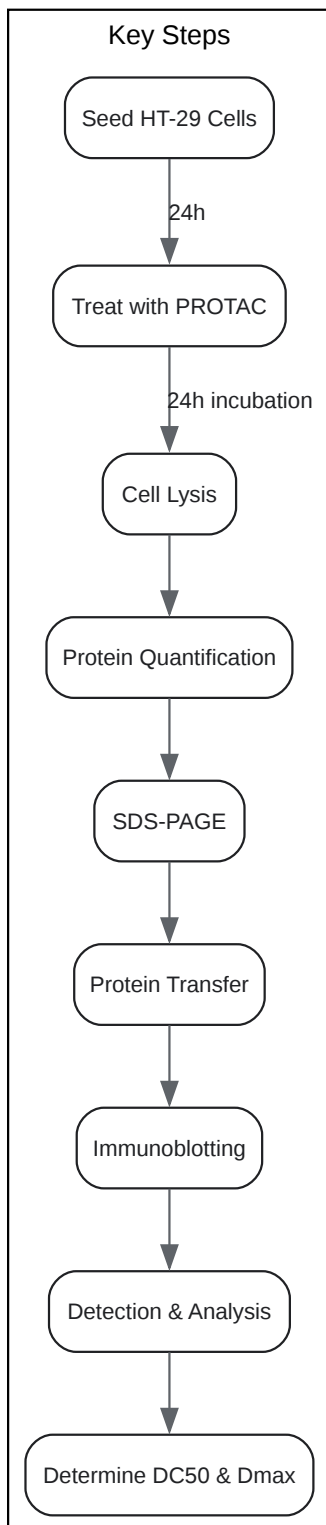 Key Steps
Seed HT-29 Cells
24h
Treat with PROTAC
24h incubation
Cell Lysis
Protein Quantification
SDS-PAGE
Protein Transfer
Immunoblotting
Detection & Analysis
Determine DC50 & Dmax